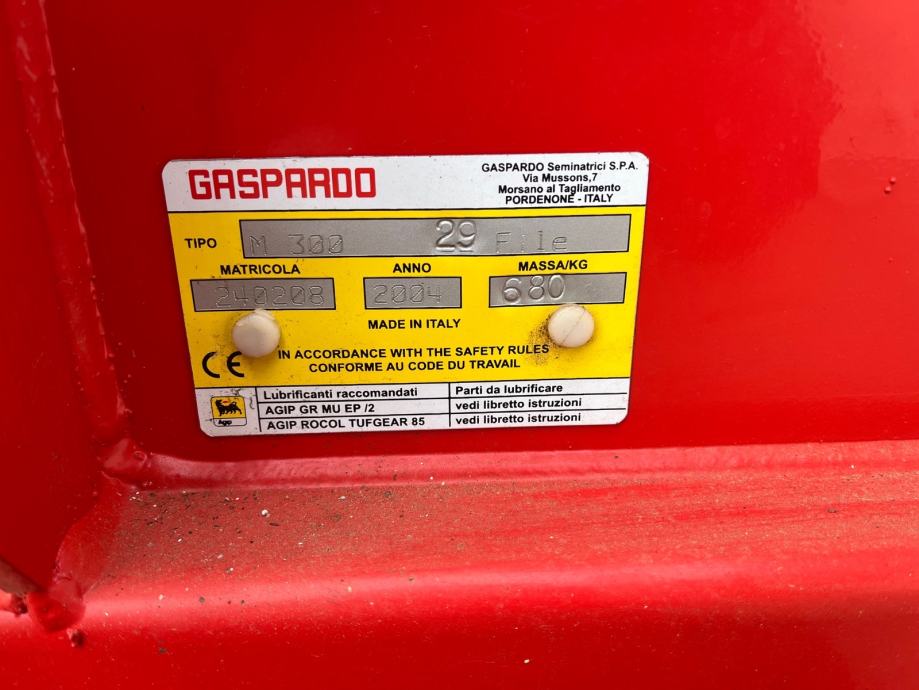 GASPARDO
GASPARDO Seminatrici S.P.A.
Via Mussons,7
Morsano al Tagliamento
PORDENONE - ITALY
TIPO M 300 29 File
MATRICOLA ANNO MASSA/KG
240208 2004 680
MADE IN ITALY
CE IN ACCORDANCE WITH THE SAFETY RULES
CONFORME AU CODE DU TRAVAIL
Lubrificanti raccomandati Parti da lubrificare
AGIP GR MU EP /2 vedi libretto istruzioni
Agip AGIP ROCOL TUFGEAR 85 vedi libretto istruzioni